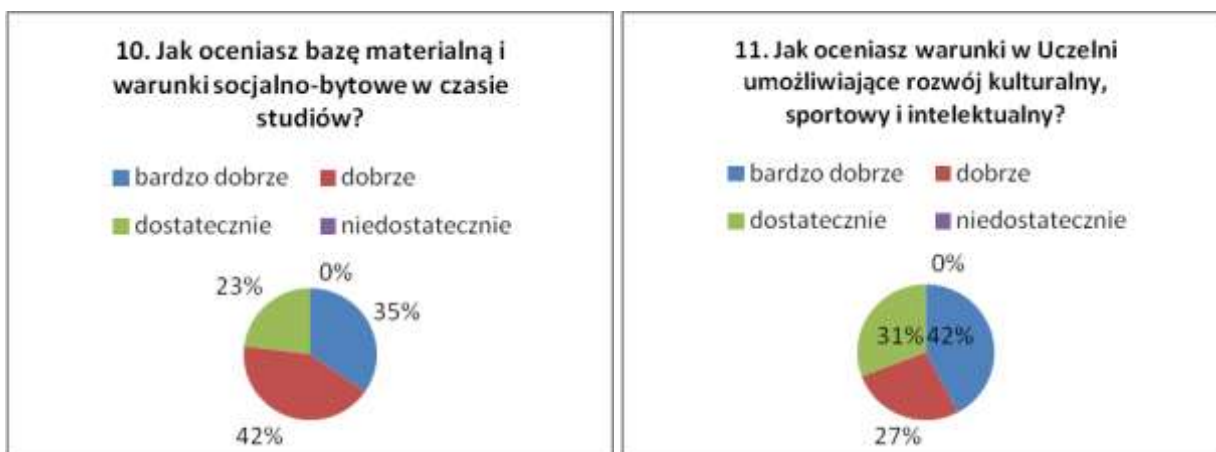 10. Jak oceniasz bazę materialną i
warunki socjalno-bytowe w czasie
studiów?
bardzo dobrze
dobrze
dostatecznie
niedostatecznie
0%
23%
35%
42%
11. Jak oceniasz warunki w Uczelni
umożliwiające rozwój kulturalny,
sportowy i intelektualny?
bardzo dobrze
dobrze
dostatecznie
niedostatecznie
0%
31%
42%
27%